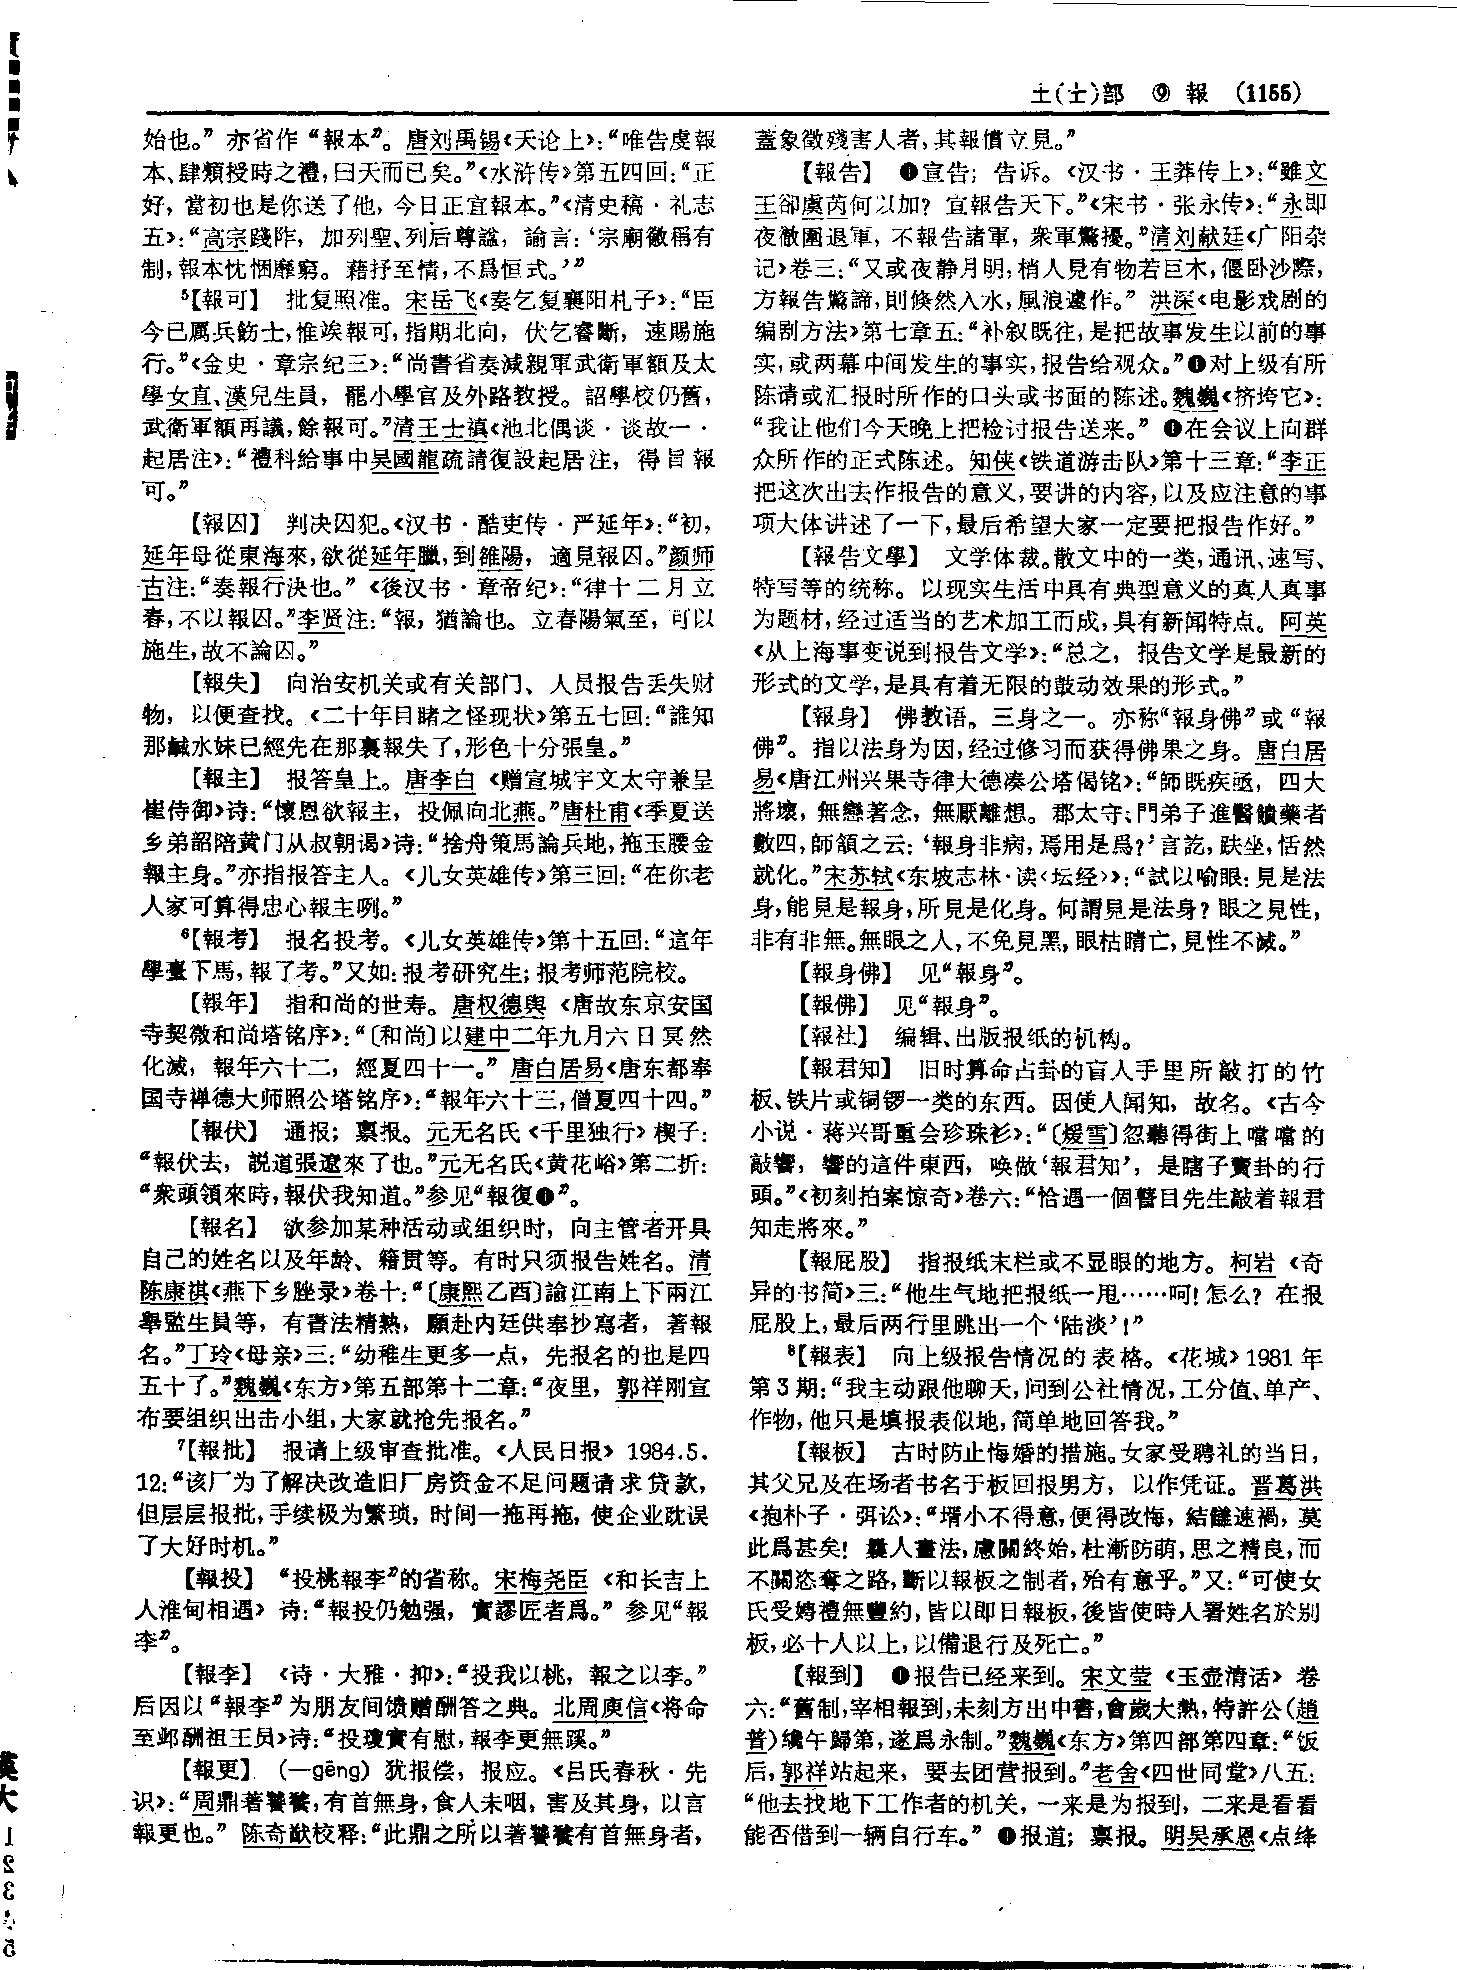 土(士)部 ⑨ 報 (1155)
始也。”亦省作“報本”。唐刘禹锡《天论上》：“唯告虔報
本、肆類授時之禮，曰天而已矣。”《水浒传》第五四回：“正
好，當初也是你送了他，今日正宜報本。”《清史稿·礼志
五》：“高宗踐阼，加列聖、列后尊諡，諭言：‘宗廟徽稱有
制，報本忱悃靡窮。藉抒至情，不爲恒式。’”
⁵【報可】 批复照准。宋岳飞《奏乞复襄阳札子》：“臣
今已厲兵飭士，惟竢報可，指期北向，伏乞睿斷，速賜施
行。”《金史·章宗纪三》：“尚書省奏減親軍武衛軍額及太
學女直、漢兒生員，罷小學官及外路教授。詔學校仍舊，
武衛軍額再議，餘報可。”清王士禛《池北偶谈·谈故一·
起居注》：“禮科給事中吴國龍疏請復設起居注，得旨報
可。”
【報囚】 判决囚犯。《汉书·酷吏传·严延年》：“初，
延年母從東海來，欲從延年臘，到雒陽，適見報囚。”颜师
古注：“奏報行決也。”《後汉书·章帝纪》：“律十二月立
春，不以報囚。”李贤注：“報，猶論也。立春陽氣至，可以
施生，故不論囚。”
【報失】 向治安机关或有关部门、人员报告丢失财
物，以便查找。《二十年目睹之怪现状》第五七回：“誰知
那鹹水妹已經先在那裏報失了，形色十分張皇。”
【報主】 报答皇上。唐李白《赠宣城宇文太守兼呈
崔侍御》诗：“懷恩欲報主，投佩向北燕。”唐杜甫《季夏送
乡弟韶陪黄门从叔朝谒》诗：“捨舟策馬論兵地，拖玉腰金
報主身。”亦指报答主人。《儿女英雄传》第三回：“在你老
人家可算得忠心報主咧。”
⁶【報考】 报名投考。《儿女英雄传》第十五回：“這年
學臺下馬，報了考。”又如：报考研究生；报考师范院校。
【報年】 指和尚的世寿。唐权德舆《唐故东京安国
寺契微和尚塔铭序》：“〔和尚〕以建中二年九月六日冥然
化滅，報年六十二，經夏四十一。”唐白居易《唐东都奉
国寺禅德大师照公塔铭序》：“報年六十三，僧夏四十四。”
【報伏】 通报；禀报。元无名氏《千里独行》楔子：
“報伏去，説道張遼來了也。”元无名氏《黄花峪》第二折：
“衆頭領來時，報伏我知道。”参见“報復❶”。
【報名】 欲参加某种活动或组织时，向主管者开具
自己的姓名以及年龄、籍贯等。有时只须报告姓名。清
陈康祺《燕下乡脞录》卷十：“〔康熙乙酉〕諭江南上下兩江
舉監生員等，有書法精熟，願赴内廷供奉抄寫者，著報
名。”丁玲《母亲》三：“幼稚生更多一点，先报名的也是四
五十了。”魏巍《东方》第五部第十二章：“夜里，郭祥刚宣
布要组织出击小组，大家就抢先报名。”
⁷【報批】 报请上级审查批准。《人民日报》1984.5.
12：“该厂为了解决改造旧厂房资金不足问题请求贷款，
但层层报批，手续极为繁琐，时间一拖再拖，使企业耽误
了大好时机。”
【報投】 “投桃報李”的省称。宋梅尧臣《和长吉上
人淮甸相遇》诗：“報投仍勉强，實謬匠者爲。”参见“報
李”。
【報李】 《诗·大雅·抑》：“投我以桃，報之以李。”
后因以“報李”为朋友间馈赠酬答之典。北周庾信《将命
至邺酬祖王员》诗：“投瓊實有慰，報李更無蹊。”
【報更】 （—gēng）犹报偿，报应。《吕氏春秋·先
识》：“周鼎著饕餮，有首無身，食人未咽，害及其身，以言
報更也。”陈奇猷校释：“此鼎之所以著饕餮有首無身者，
蓋象徵殘害人者，其報償立見。”
【報告】 ❶宣告；告诉。《汉书·王莽传上》：“雖文
王卻虞芮何以加？宜報告天下。”《宋书·张永传》：“永即
夜徹圍退軍，不報告諸軍，衆軍驚擾。”清刘献廷《广阳杂
记》卷三：“又或夜静月明，梢人見有物若巨木，偃卧沙際，
方報告驚諦，則倏然入水，風浪遽作。”洪深《电影戏剧的
编剧方法》第七章五：“补叙既往，是把故事发生以前的事
实，或两幕中间发生的事实，报告给观众。”❷对上级有所
陈请或汇报时所作的口头或书面的陈述。魏巍《挤垮它》：
“我让他们今天晚上把检讨报告送来。”❸在会议上向群
众所作的正式陈述。知侠《铁道游击队》第十三章：“李正
把这次出去作报告的意义，要讲的内容，以及应注意的事
项大体讲述了一下，最后希望大家一定要把报告作好。”
【報告文學】 文学体裁。散文中的一类，通讯、速写、
特写等的统称。以现实生活中具有典型意义的真人真事
为题材，经过适当的艺术加工而成，具有新闻特点。阿英
《从上海事变说到报告文学》：“总之，报告文学是最新的
形式的文学，是具有着无限的鼓动效果的形式。”
【報身】 佛教语。三身之一。亦称“報身佛”或“報
佛”。指以法身为因，经过修习而获得佛果之身。唐白居
易《唐江州兴果寺律大德凑公塔偈铭》：“師既疾亟，四大
將壞，無戀著念，無厭離想。郡太守、門弟子進醫饋藥者
數四，師頷之云：‘報身非病，焉用是爲？’言訖，趺坐，恬然
就化。”宋苏轼《东坡志林·读〈坛经〉》：“試以喻眼：見是法
身，能見是報身，所見是化身。何謂見是法身？眼之見性，
非有非無。無眼之人，不免見黑，眼枯睛亡，見性不滅。”
【報身佛】 见“報身”。
【報佛】 见“報身”。
【報社】 编辑、出版报纸的机构。
【報君知】 旧时算命占卦的盲人手里所敲打的竹
板、铁片或铜锣一类的东西。因使人闻知，故名。《古今
小说·蒋兴哥重会珍珠衫》：“〔煖雪〕忽聽得街上噹噹的
敲響，響的這件東西，唤做‘報君知’，是瞎子賣卦的行
頭。”《初刻拍案惊奇》卷六：“恰遇一個瞽目先生敲着報君
知走將來。”
【報屁股】 指报纸末栏或不显眼的地方。柯岩《奇
异的书简》三：“他生气地把报纸一甩……呵！怎么？在报
屁股上，最后两行里跳出一个‘陆淡’！”
⁸【報表】 向上级报告情况的表格。《花城》1981年
第3期：“我主动跟他聊天，问到公社情况，工分值、单产、
作物，他只是填报表似地，简单地回答我。”
【報板】 古时防止悔婚的措施。女家受聘礼的当日，
其父兄及在场者书名于板回报男方，以作凭证。晋葛洪
《抱朴子·弭讼》：“壻小不得意，便得改悔，結讎速禍，莫
此爲甚矣！曩人畫法，慮關終始，杜漸防萌，思之精良，而
不關恣奪之路，斷以報板之制者，殆有意乎。”又：“可使女
氏受娉禮無豐約，皆以即日報板，後皆使時人署姓名於別
板，必十人以上，以備退行及死亡。”
【報到】 ❶报告已经来到。宋文莹《玉壶清话》卷
六：“舊制，宰相報到，未刻方出中書，會歲大熱，特許公（趙
普）纔午歸第，遂爲永制。”魏巍《东方》第四部第四章：“饭
后，郭祥站起来，要去团营报到。”老舍《四世同堂》八五：
“他去找地下工作者的机关，一来是为报到，二来是看看
能否借到一辆自行车。”❷报道；禀报。明吴承恩《点绛